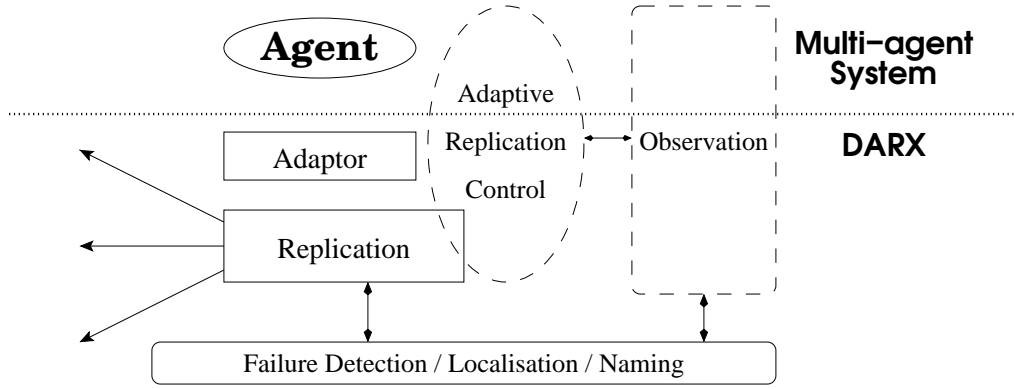 Agent
Multi-agent
System
Adaptive
Replication
Control
Observation
DARX
Adaptor
Replication
Failure Detection / Localisation / Naming